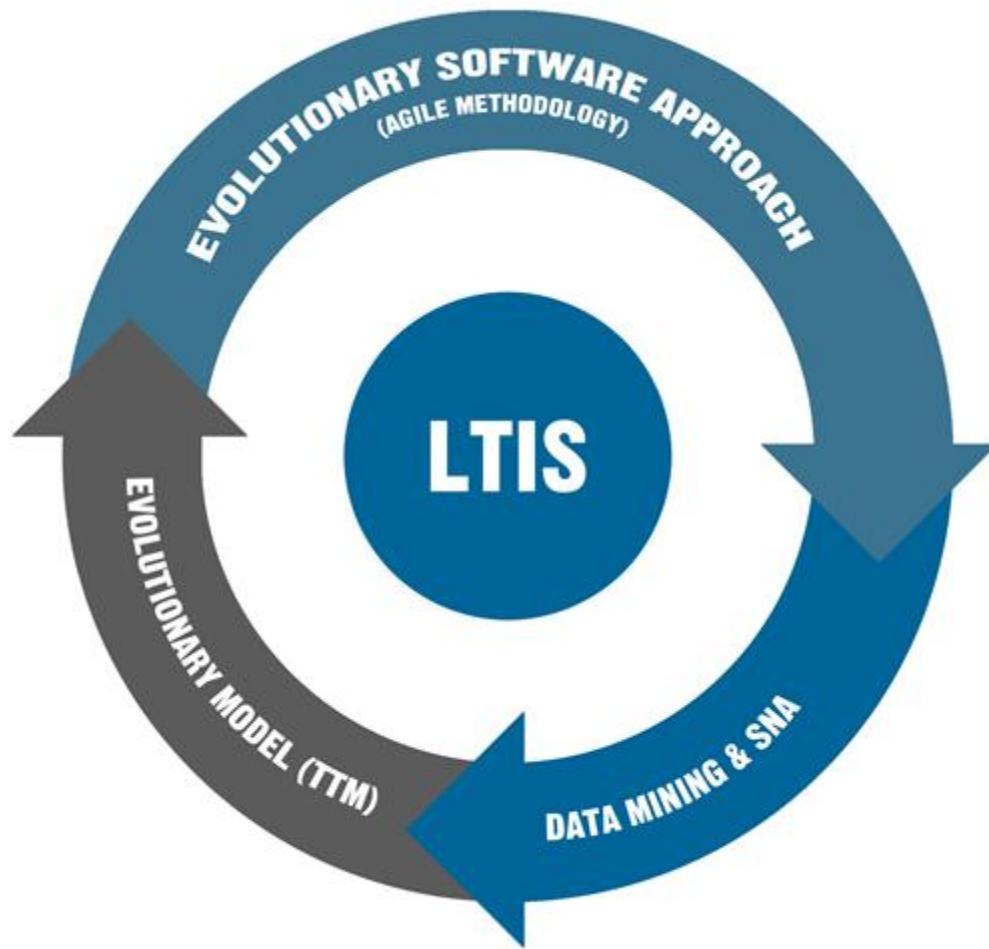 EVOLUTIONARY SOFTWARE APPROACH
(AGILE METHODOLOGY)
LTIS
EVOLUTIONARY MODEL (TTM)
DATA MINING & SNA